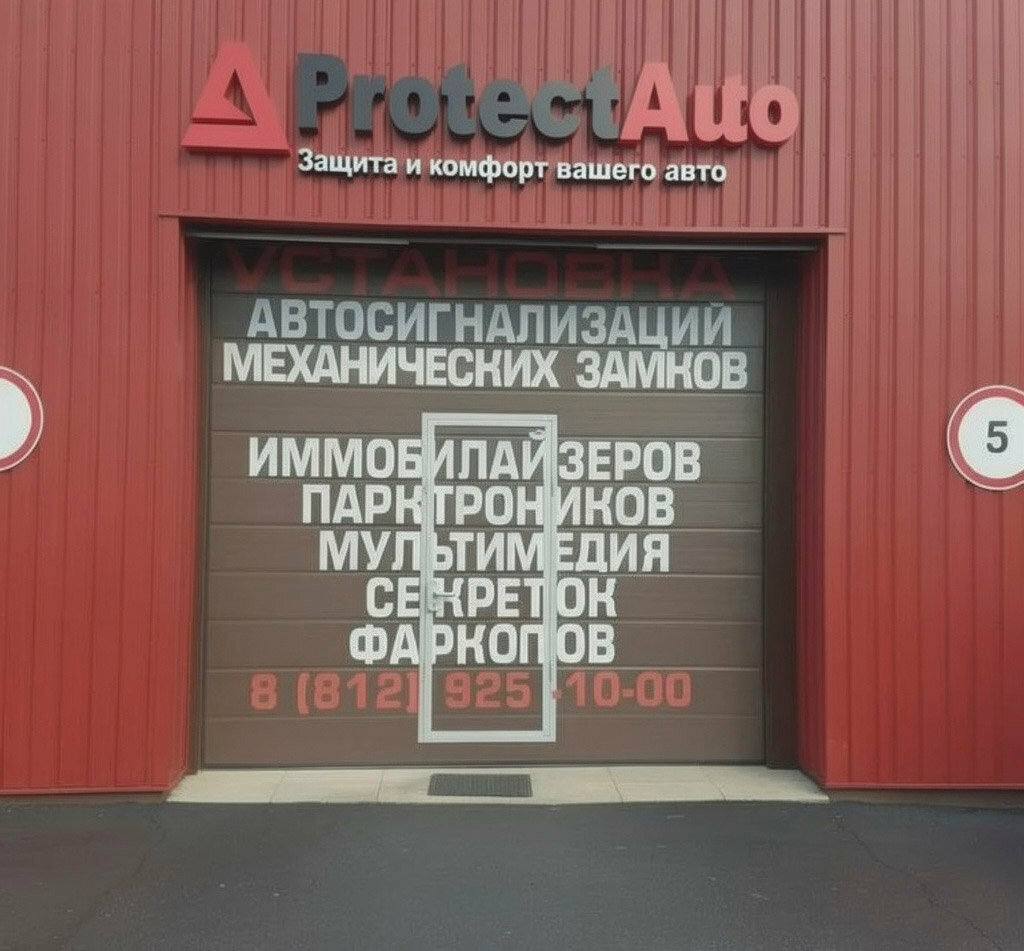 ProtectAuto
Защита и комфорт вашего авто
УСТАНОВКА
АВТОСИГНАЛИЗАЦИЙ
МЕХАНИЧЕСКИХ ЗАМКОВ
ИММОБИЛАЙЗЕРОВ
ПАРКТРОНИКОВ
МУЛЬТИМЕДИЯ
СЕКРЕТОК
ФАРКОПОВ
8 (812) 925-10-00
5